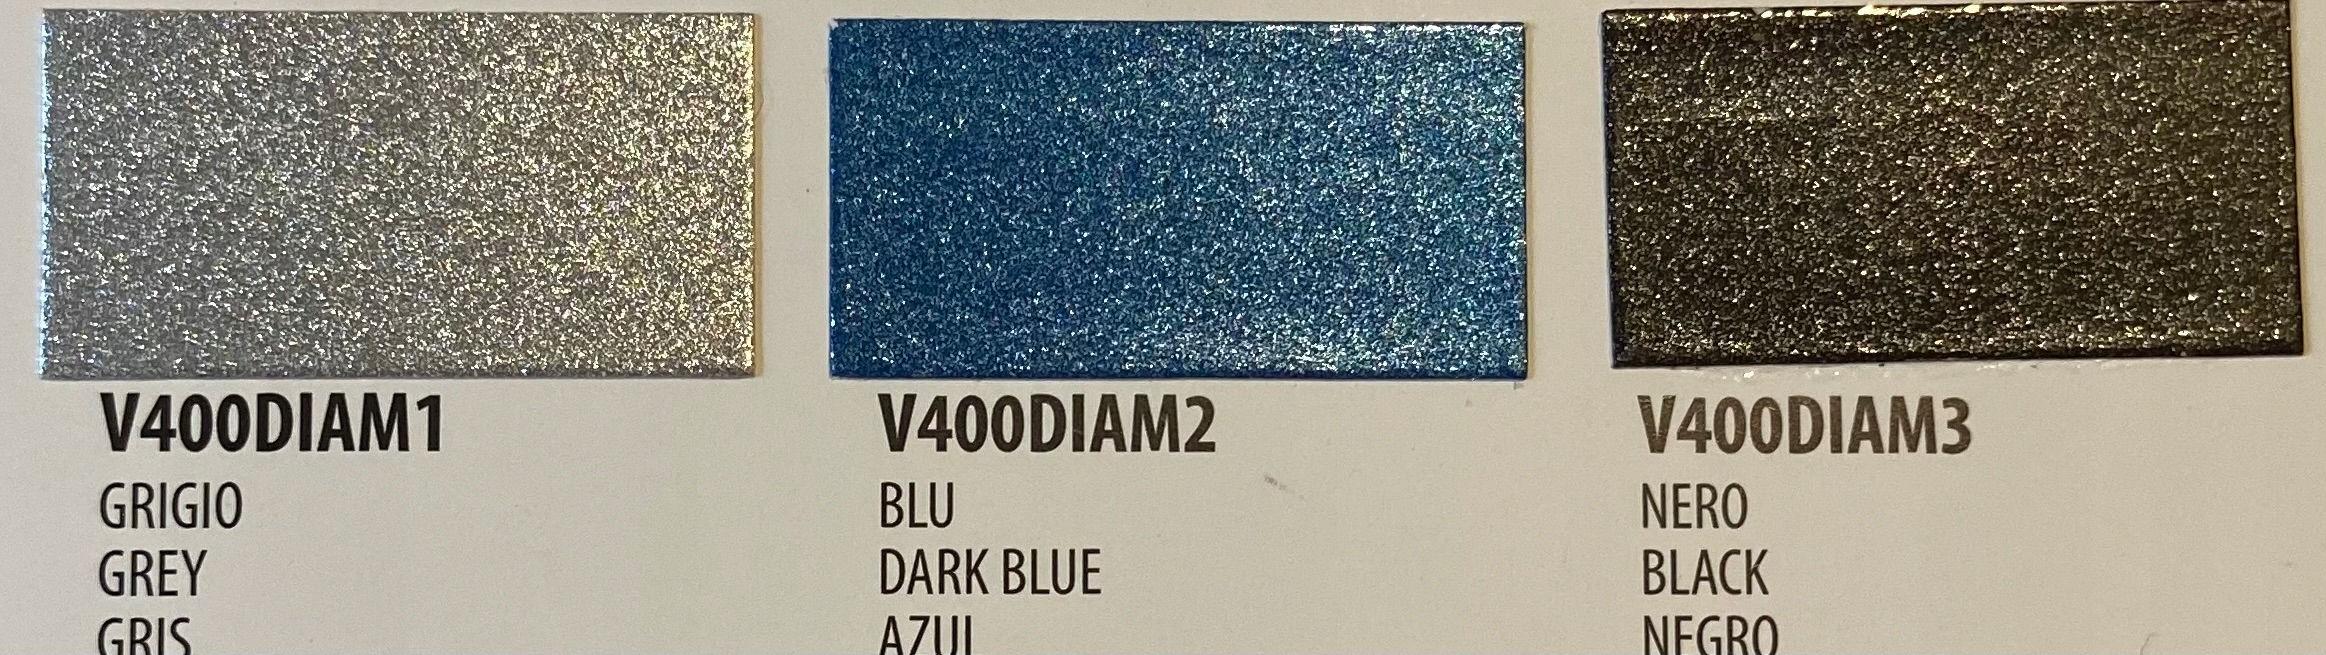 V400DIAM1
GRIGIO
GREY
GRIS
V400DIAM2
BLU
DARK BLUE
AZUL
V400DIAM3
NERO
BLACK
NEGRO